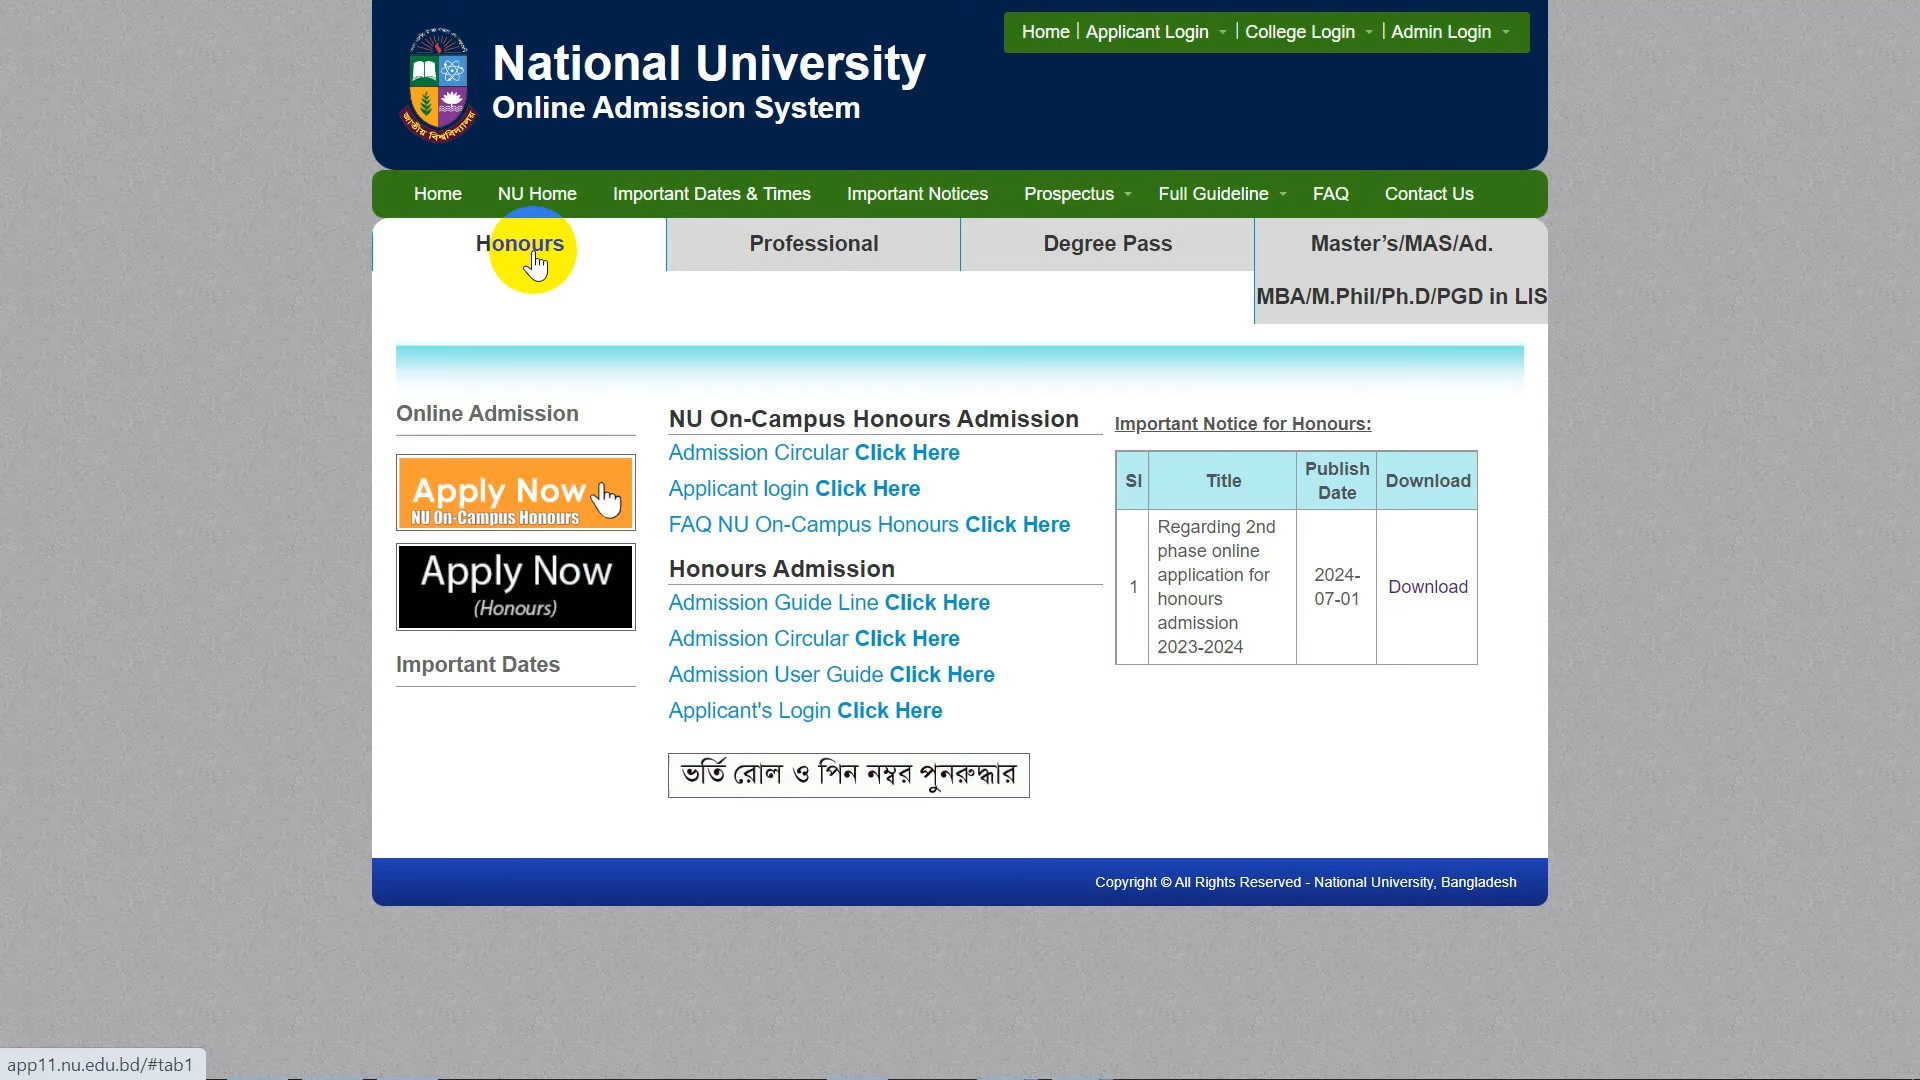 National University
Online Admission System
Home | Applicant Login | College Login | Admin Login
জাতীয় বিশ্ববিদ্যালয়
Home NU Home Important Dates & Times Important Notices Prospectus Full Guideline FAQ Contact Us
Honours Professional Degree Pass Master’s/MAS/Ad.
MBA/M.Phil/Ph.D/PGD in LIS
Online Admission
Apply Now
NU On-Campus Honours
Apply Now
(Honours)
Important Dates
NU On-Campus Honours Admission
Admission Circular Click Here
Applicant login Click Here
FAQ NU On-Campus Honours Click Here
Honours Admission
Admission Guide Line Click Here
Admission Circular Click Here
Admission User Guide Click Here
Applicant's Login Click Here
ভর্তি রোল ও পিন নম্বর পুনরুদ্ধার
Important Notice for Honours:
Sl Title Publish Date Download
1 Regarding 2nd
phase online
application for
honours
admission
2023-2024
2024-
07-01
Download
Copyright © All Rights Reserved - National University, Bangladesh
app11.nu.edu.bd/#tab1